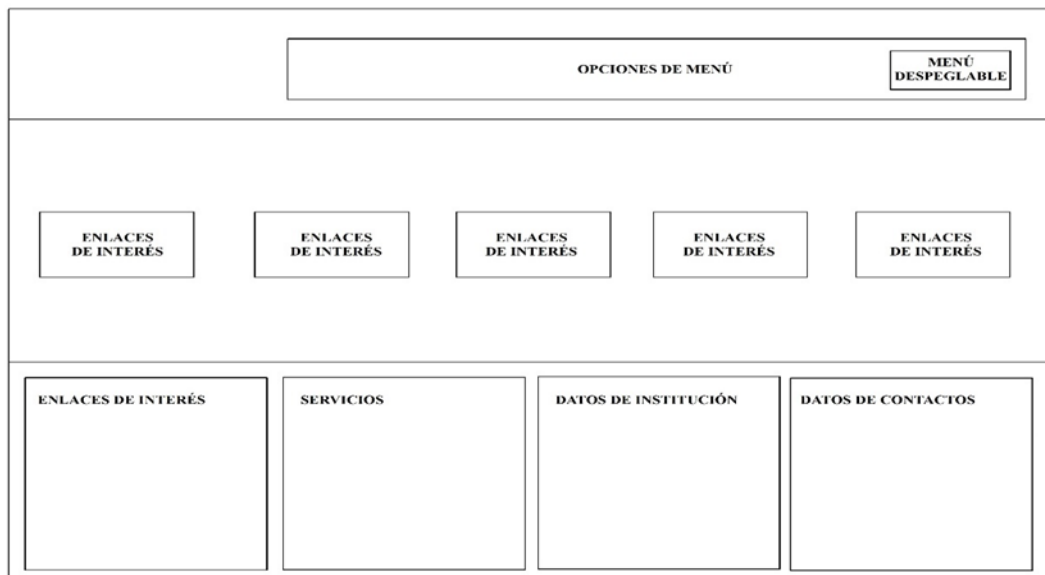 OPCIONES DE MENÚ
MENÚ
DESPEGLABLE
ENLACES
DE INTERÉS
ENLACES
DE INTERÉS
ENLACES
DE INTERÉS
ENLACES
DE INTERÉS
ENLACES
DE INTERÉS
ENLACES DE INTERÉS
SERVICIOS
DATOS DE INSTITUCIÓN
DATOS DE CONTACTOS